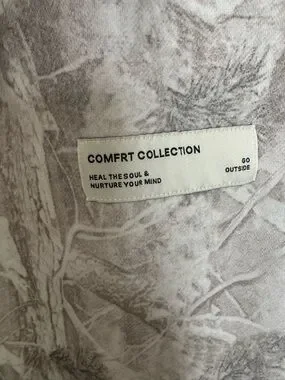 COMFRT COLLECTION
HEAL THE SOUL &
NURTURE YOUR MIND
GO
OUTSIDE